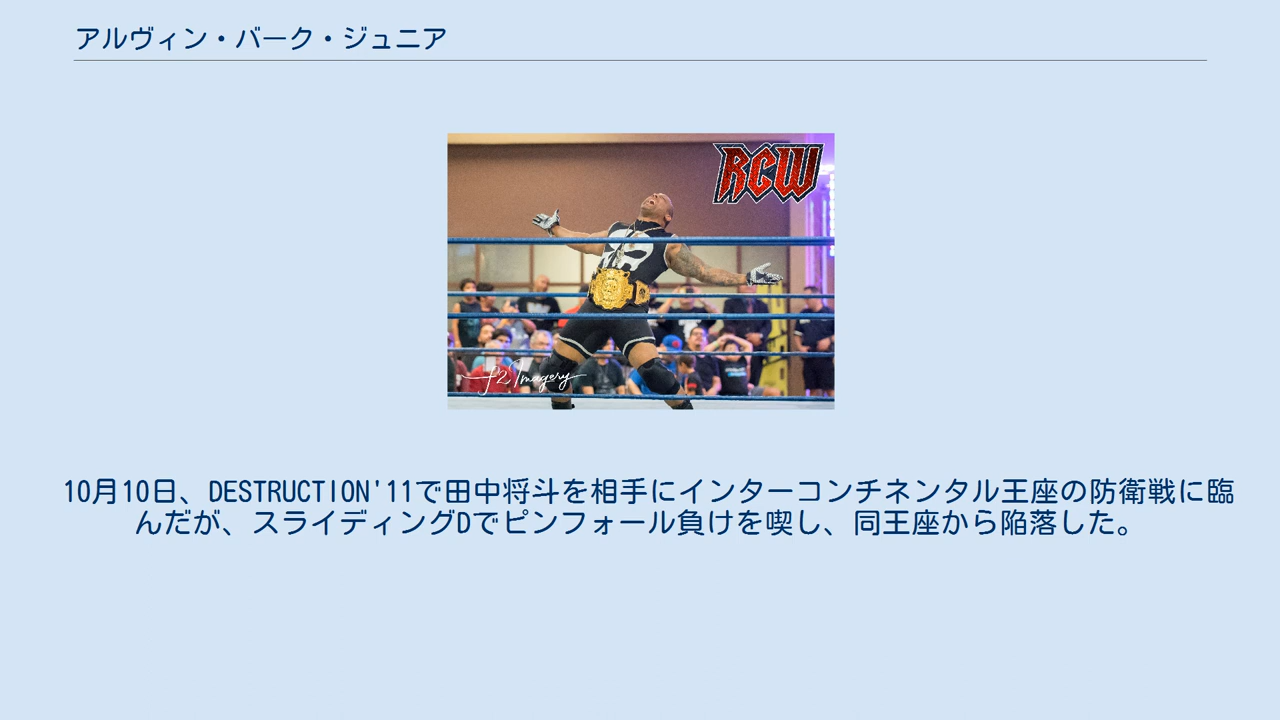 アルヴィン・バーク・ジュニア
RCW
F2 Imagery
10月10日、DESTRUCTION'11で田中将斗を相手にインターコンチネンタル王座の防衛戦に臨
んだが、スライディングDでピンフォール負けを喫し、同王座から陥落した。